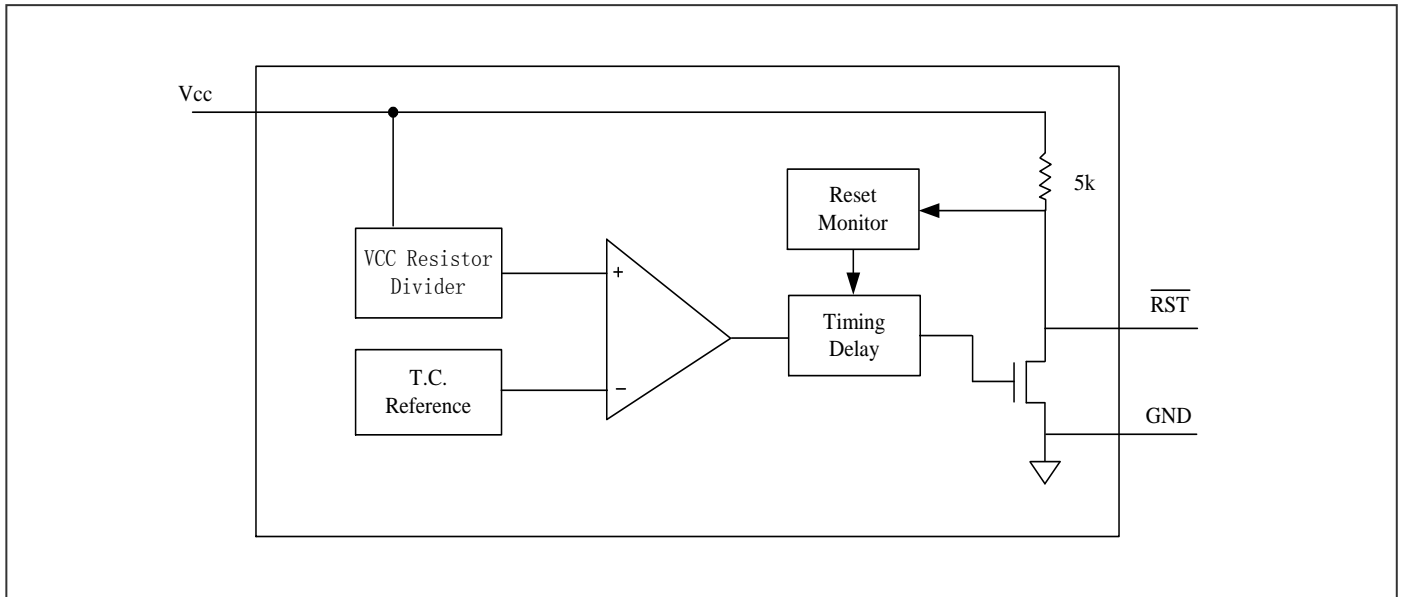 Vcc
5k
Reset
Monitor
VCC Resistor
Divider
+
RST
Timing
Delay
T.C.
Reference
−
GND